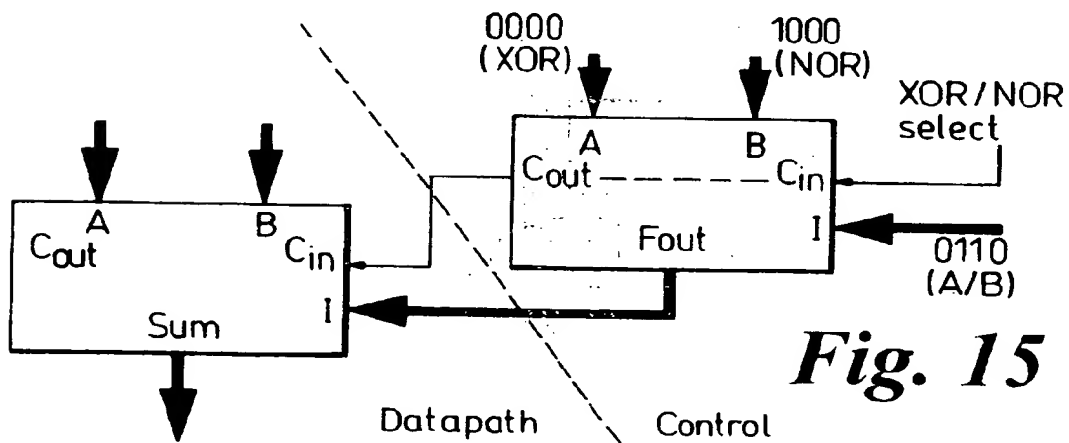 0000
(XOR)
1000
(NOR)
XOR/NOR
select
A
B
Cout
Cin
I
Fout
0110
(A/B)
A
B
Cout
Cin
I
Sum
Fig. 15
Datapath
Control